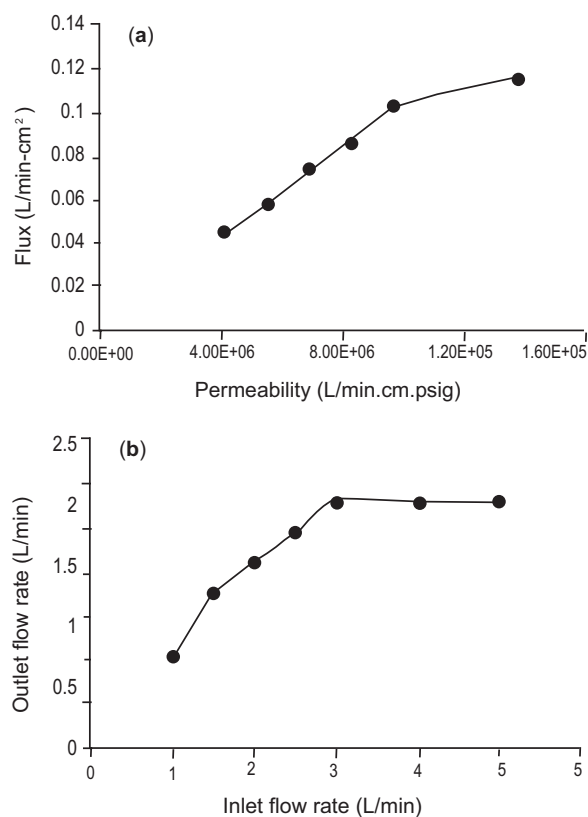 (a)
0.14
0.12
0.1
0.08
0.06
0.04
0.02
0
Flux (L/min-cm²)
0.00E+00 4.00E+06 8.00E+06 1.20E+05 1.60E+05
Permeability (L/min.cm.psig)
(b)
2.5
2
1.5
1
0.5
0
Outlet flow rate (L/min)
0 1 2 3 4 5 5
Inlet flow rate (L/min)